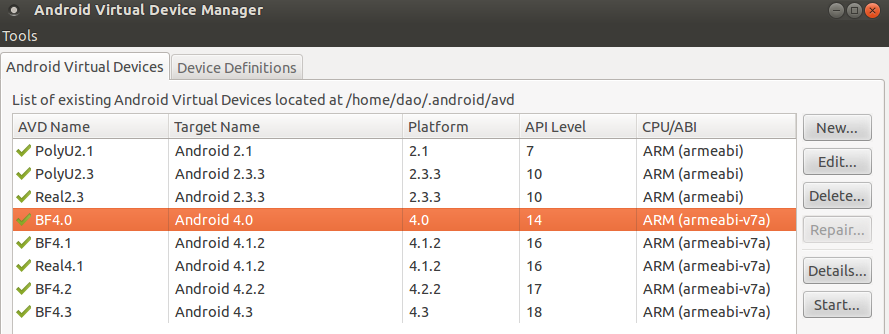 Android Virtual Device Manager
Tools
Android Virtual Devices Device Definitions
List of existing Android Virtual Devices located at /home/dao/.android/avd
AVD Name Target Name Platform API Level CPU/ABI New...
PolyU2.1 Android 2.1 2.1 7 ARM (armeabi)
PolyU2.3 Android 2.3.3 2.3.3 10 ARM (armeabi) Edit...
Real2.3 Android 2.3.3 2.3.3 10 ARM (armeabi) Delete...
BF4.0 Android 4.0 4.0 14 ARM (armeabi-v7a) Repair...
BF4.1 Android 4.1.2 4.1.2 16 ARM (armeabi-v7a)
Real4.1 Android 4.1.2 4.1.2 16 ARM (armeabi-v7a) Details...
BF4.2 Android 4.2.2 4.2.2 17 ARM (armeabi-v7a)
BF4.3 Android 4.3 4.3 18 ARM (armeabi-v7a) Start...